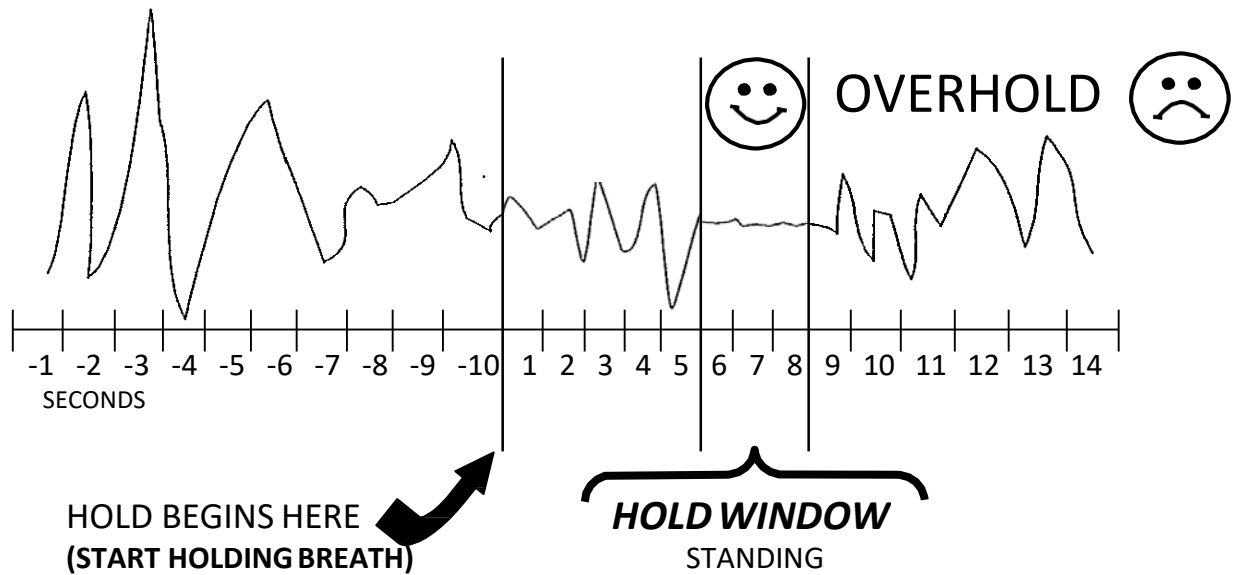 OVERHOLD
-1 -2 -3 -4 -5 -6 -7 -8 -9 -10 1 2 3 4 5 6 7 8 9 10 11 12 13 14
SECONDS
HOLD BEGINS HERE
(START HOLDING BREATH)
HOLD WINDOW
STANDING